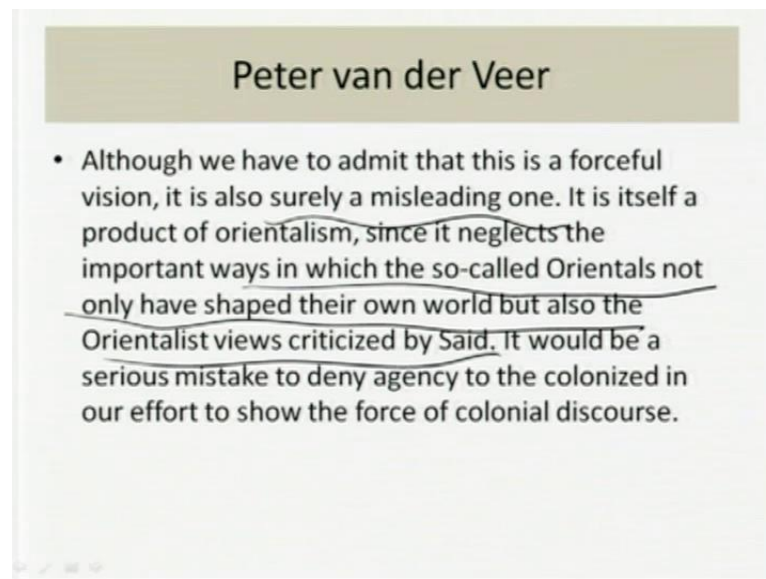 Peter van der Veer
• Although we have to admit that this is a forceful
vision, it is also surely a misleading one. It is itself a
product of orientalism, since it neglects the
important ways in which the so-called Orientals not
only have shaped their own world but also the
Orientalist views criticized by Said. It would be a
serious mistake to deny agency to the colonized in
our effort to show the force of colonial discourse.